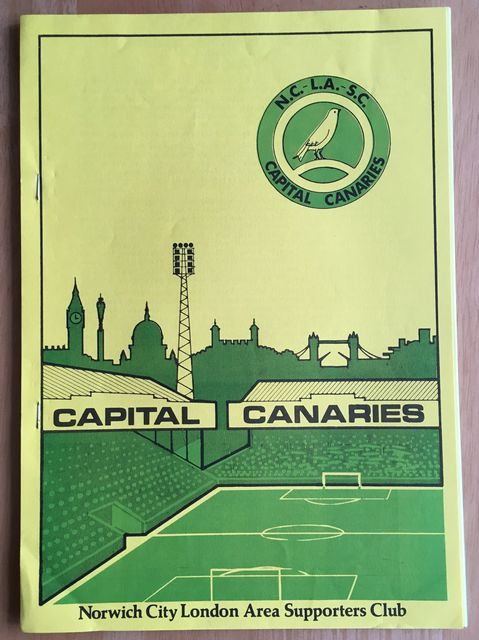 N.C.-L.A.-S.C.
CAPITAL CANARIES
CAPITAL CANARIES
Norwich City London Area Supporters Club